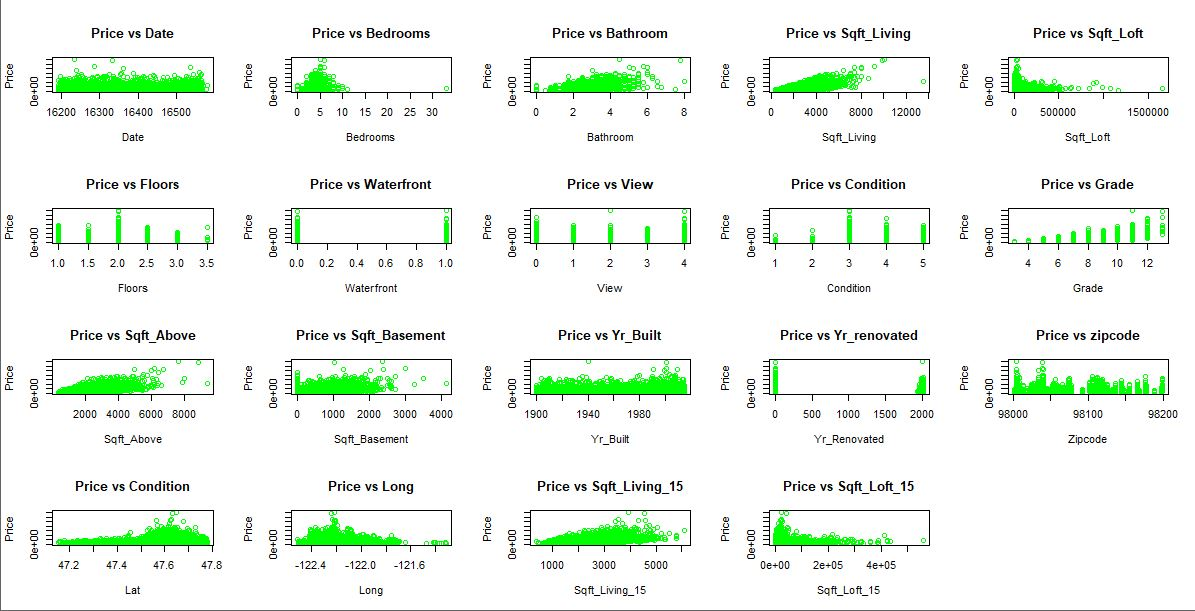 Price vs Date Price vs Bedrooms Price vs Bathroom Price vs Sqft_Living Price vs Sqft_Loft
Price Price Price Price Price
0e+00 0e+00 0e+00 0e+00 0e+00
16200 16300 16400 16500 0 5 10 15 20 25 30 0 2 4 6 8 0 4000 8000 12000 0 500000 1500000
Date Bedrooms Bathroom Sqft_Living Sqft_Loft
Price vs Floors Price vs Waterfront Price vs View Price vs Condition Price vs Grade
Price Price Price Price Price
0e+00 0e+00 0e+00 0e+00 0e+00
1.0 1.5 2.0 2.5 3.0 3.5 0.0 0.2 0.4 0.6 0.8 1.0 0 1 2 3 4 1 2 3 4 5 4 6 8 10 12
Floors Waterfront View Condition Grade
Price vs Sqft_Above Price vs Sqft_Basement Price vs Yr_Built Price vs Yr_renovated Price vs zipcode
Price Price Price Price Price
0e+00 0e+00 0e+00 0e+00 0e+00
2000 4000 6000 8000 0 1000 2000 3000 4000 1900 1940 1980 0 500 1000 1500 2000 98000 98100 98200
Sqft_Above Sqft_Basement Yr_Built Yr_Renovated Zipcode
Price vs Condition Price vs Long Price vs Sqft_Living_15 Price vs Sqft_Loft_15
Price Price Price Price
0e+00 0e+00 0e+00 0e+00
47.2 47.4 47.6 47.8 -122.4 -122.0 -121.6 1000 3000 5000 0e+00 2e+05 4e+05
Lat Long Sqft_Living_15 Sqft_Loft_15